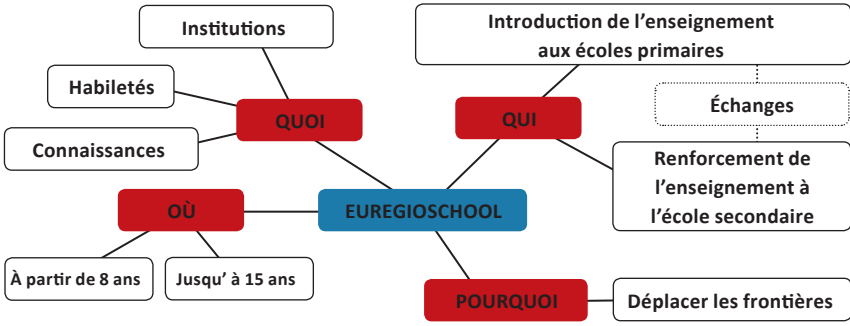 Institutions
Habiletés
Connaissances
QUOI
Introduction de l'enseignement
aux écoles primaires
Échanges
QUI
Renforcement de
l'enseignement à
l'école secondaire
OÙ
EUREGIOSCHOOL
À partir de 8 ans
Jusqu' à 15 ans
POURQUOI
Déplacer les frontières